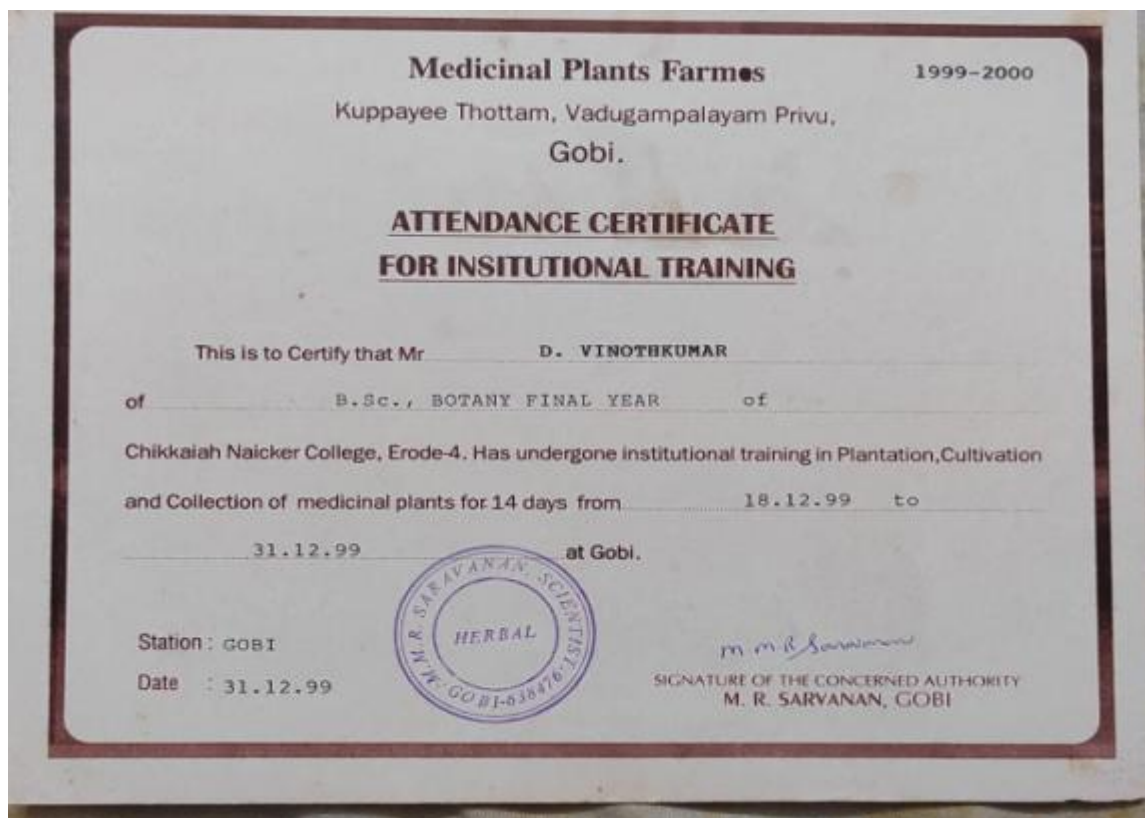 Medicinal Plants Farmes
1999-2000
Kuppayee Thottam, Vadugampalayam Privu,
Gobi.
ATTENDANCE CERTIFICATE
FOR INSITUTIONAL TRAINING
This is to Certify that Mr D. VINOTHKUMAR
of B.Sc., BOTANY FINAL YEAR of
Chikkaiah Naicker College, Erode-4. Has undergone institutional training in Plantation,Cultivation
and Collection of medicinal plants for 14 days from 18.12.99 to
31.12.99 at Gobi.
M.M.R. SARAVANAN, SCIENTIST
HERBAL
GOBI-638476
Station : GOBI
Date : 31.12.99
m m R Saravanan
SIGNATURE OF THE CONCERNED AUTHORITY
M. R. SARVANAN, GOBI